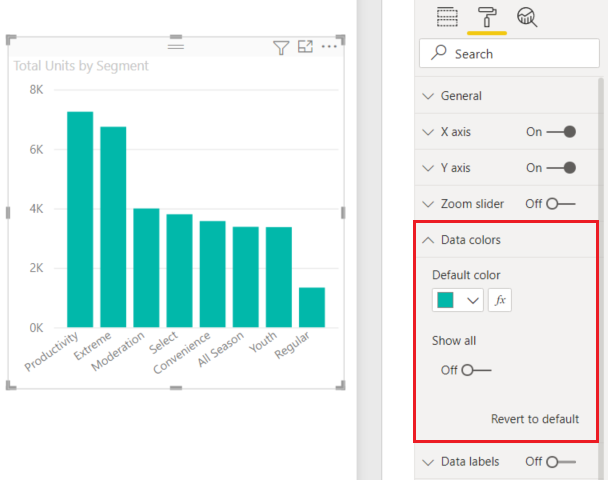 Total Units by Segment
8K
6K
4K
2K
0K
Productivity
Extreme
Moderation
Select
Convenience
All Season
Youth
Regular
Search
General
X axis On
Y axis On
Zoom slider Off
Data colors
Default color
fx
Show all
Off
Revert to default
Data labels Off